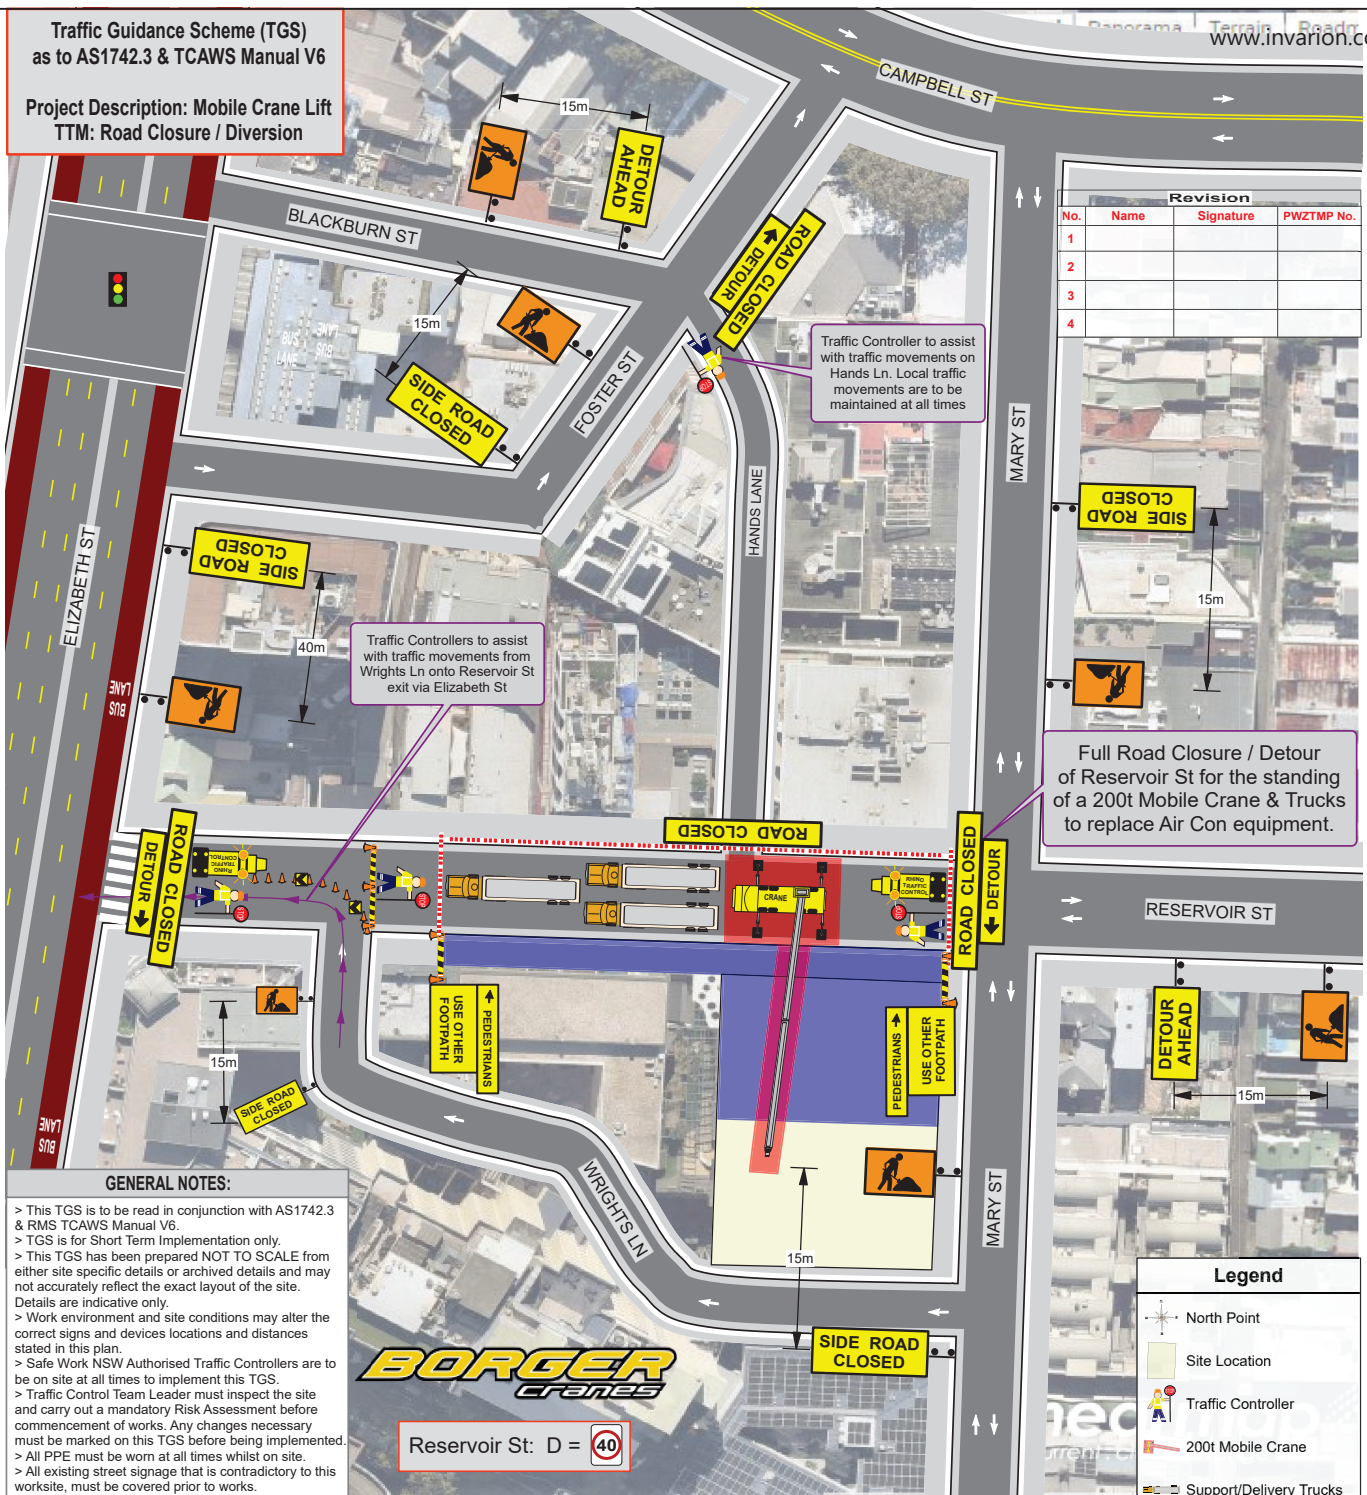 Traffic Guidance Scheme (TGS)
as to AS1742.3 & TCAWS Manual V6
Project Description: Mobile Crane Lift
TTM: Road Closure / Diversion
Panorama
Terrain
www.invarion.co
CAMPBELL ST
15m
DETOUR
AHEAD
BLACKBURN ST
ROAD CLOSED
DETOUR
Revision
No. Name Signature PWZTMP No.
1
2
3
4
BUS
LANE
LANE
BUS
15m
SIDE ROAD
CLOSED
FOSTER ST
STOP
Traffic Controller to assist
with traffic movements on
Hands Ln. Local traffic
movements are to be
maintained at all times
MARY ST
HANDS LANE
SIDE ROAD
CLOSED
15m
ELIZABETH ST
SIDE ROAD
CLOSED
40m
BUS
LANE
Traffic Controllers to assist
with traffic movements from
Wrights Ln onto Reservoir St
exit via Elizabeth St
Full Road Closure / Detour
of Reservoir St for the standing
of a 200t Mobile Crane & Trucks
to replace Air Con equipment.
ROAD CLOSED
ROAD CLOSED
DETOUR
RHINO
TRAFFIC
CONTROL
STOP
STOP
CRANE
RHINO
TRAFFIC
CONTROL
STOP
ROAD CLOSED
DETOUR
RESERVOIR ST
USE OTHER
FOOTPATH
PEDESTRIANS
PEDESTRIANS
USE OTHER
FOOTPATH
DETOUR
AHEAD
15m
15m
SIDE ROAD
CLOSED
BUS
LANE
WRIGHTS LN
MARY ST
15m
SIDE ROAD
CLOSED
GENERAL NOTES:
> This TGS is to be read in conjunction with AS1742.3
& RMS TCAWS Manual V6.
> TGS is for Short Term Implementation only.
> This TGS has been prepared NOT TO SCALE from
either site specific details or archived details and may
not accurately reflect the exact layout of the site.
Details are indicative only.
> Work environment and site conditions may alter the
correct signs and devices locations and distances
stated in this plan.
> Safe Work NSW Authorised Traffic Controllers are to
be on site at all times to implement this TGS.
> Traffic Control Team Leader must inspect the site
and carry out a mandatory Risk Assessment before
commencement of works. Any changes necessary
must be marked on this TGS before being implemented.
> All PPE must be worn at all times whilst on site.
> All existing street signage that is contradictory to this
worksite, must be covered prior to works.
BORGER
cranes
Reservoir St: D = 40
Legend
North Point
Site Location
Traffic Controller
200t Mobile Crane
Support/Delivery Trucks